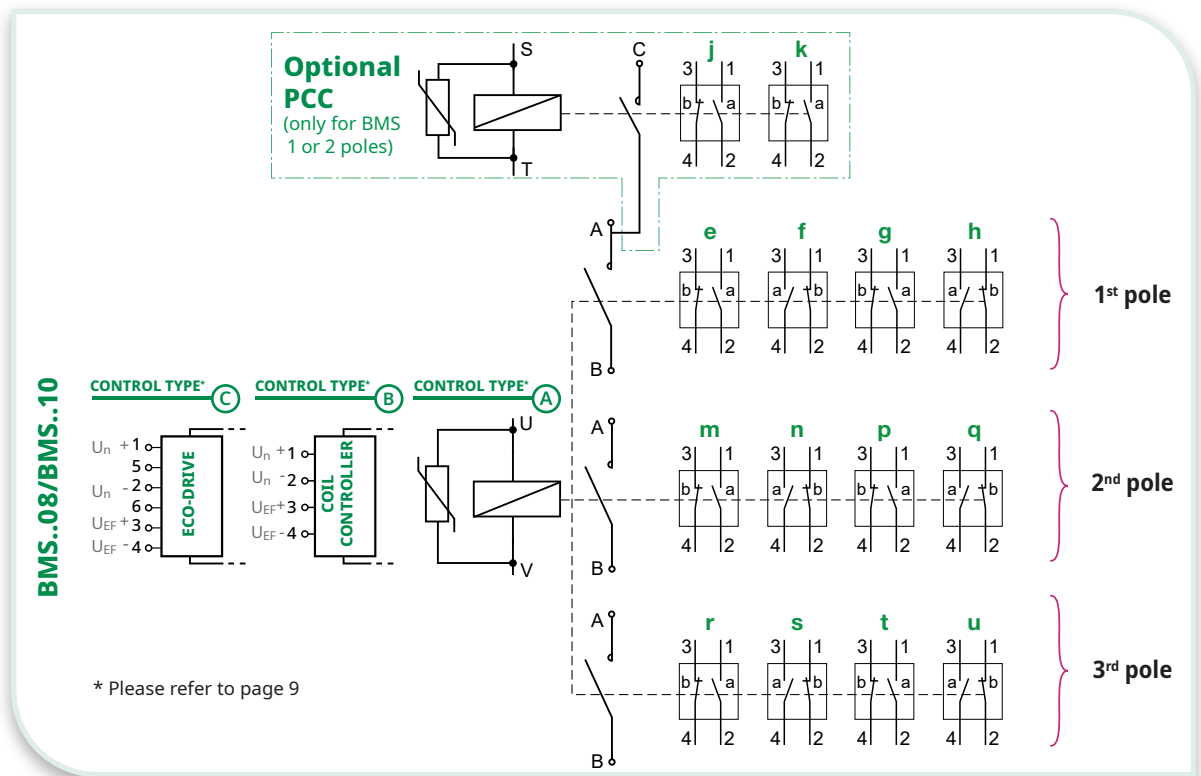 Optional
PCC
(only for BMS
1 or 2 poles)
S
T
C
j
k
3 1
b a
4 2
3 1
b a
4 2
A
B
e
f
g
h
3 1
b a
4 2
3 1
a b
4 2
3 1
b a
4 2
3 1
a b
4 2
1st pole
BMS..08/BMS..10
CONTROL TYPE* C
Un +1
5
Un -2
6
UEF +3
UEF -4
ECO-DRIVE
CONTROL TYPE* B
Un +1
Un -2
UEF+3
UEF-4
COIL
CONTROLLER
CONTROL TYPE* A
U
V
A
B
m
n
p
q
3 1
b a
4 2
3 1
a b
4 2
3 1
b a
4 2
3 1
a b
4 2
2nd pole
A
B
r
s
t
u
3 1
b a
4 2
3 1
a b
4 2
3 1
b a
4 2
3 1
a b
4 2
3rd pole
* Please refer to page 9